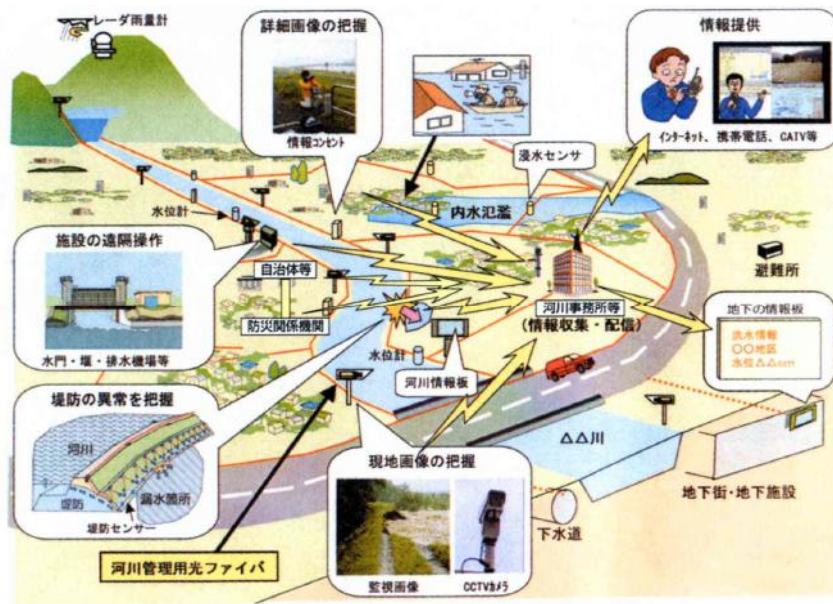 レーダ雨量計
詳細画像の把握
情報コンセント
情報提供
インターネット、携帯電話、CATV等
浸水センサ
内水氾濫
水位計
施設の遠隔操作
水門・堰・排水機場等
自治体等
防災関係機関
河川事務所等
(情報収集・配信)
避難所
地下の情報板
洪水情報
〇〇地区
水位△△cm
水位計
河川情報板
堤防の異常を把握
河川
堤防
漏水箇所
堤防センサー
現地画像の把握
監視画像
CCTVカメラ
△△川
下水道
地下街・地下施設
河川管理用光ファイバ